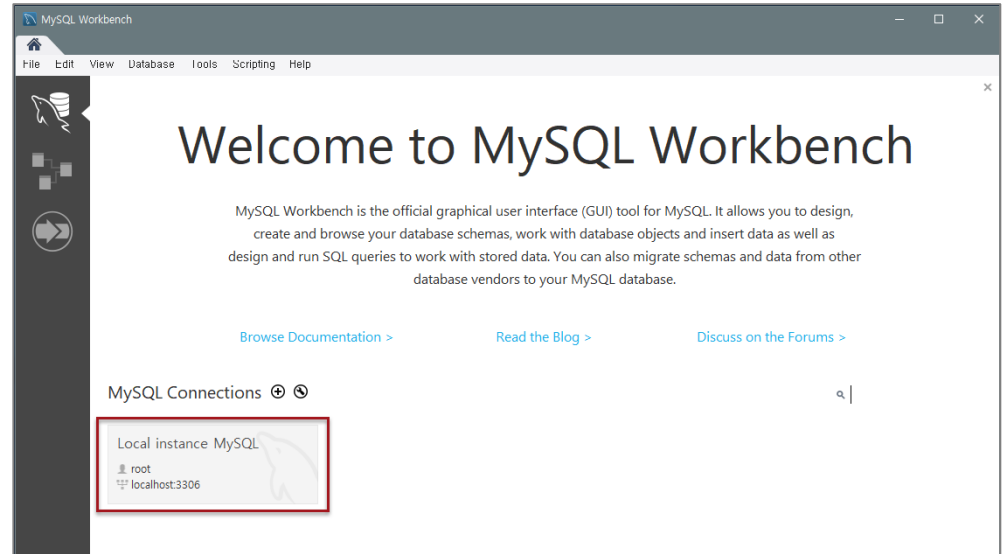 MySQL Workbench
File Edit View Database Tools Scripting Help
Welcome to MySQL Workbench
MySQL Workbench is the official graphical user interface (GUI) tool for MySQL. It allows you to design,
create and browse your database schemas, work with database objects and insert data as well as
design and run SQL queries to work with stored data. You can also migrate schemas and data from other
database vendors to your MySQL database.
Browse Documentation > Read the Blog > Discuss on the Forums >
MySQL Connections
Local instance MySQL
root
localhost:3306